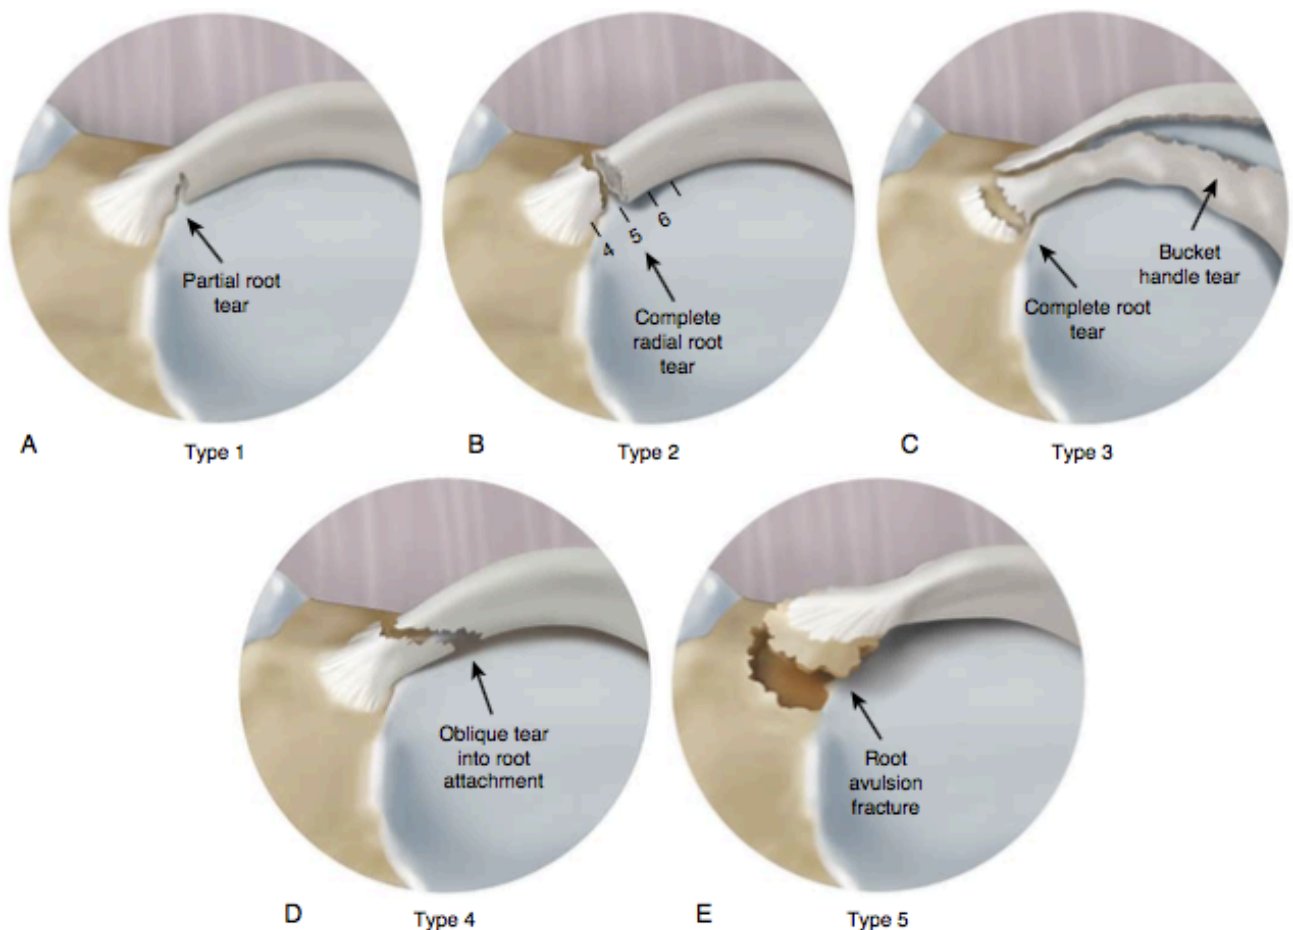 Partial root
tear
A
Type 1
4
5
6
Complete
radial root
tear
B
Type 2
Bucket
handle tear
Complete root
tear
C
Type 3
Oblique tear
into root
attachment
D
Type 4
Root
avulsion
fracture
E
Type 5